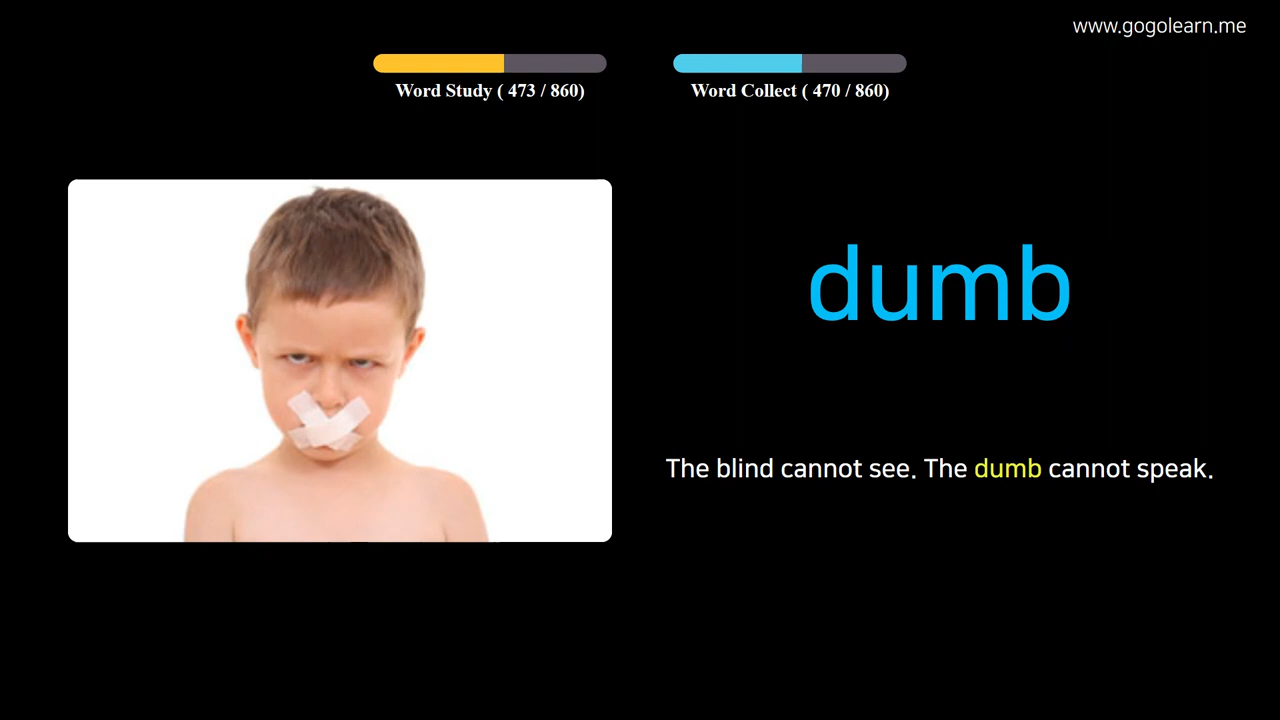 www.gogolearn.me
Word Study ( 473 / 860)
Word Collect ( 470 / 860)
dumb
The blind cannot see. The dumb cannot speak.